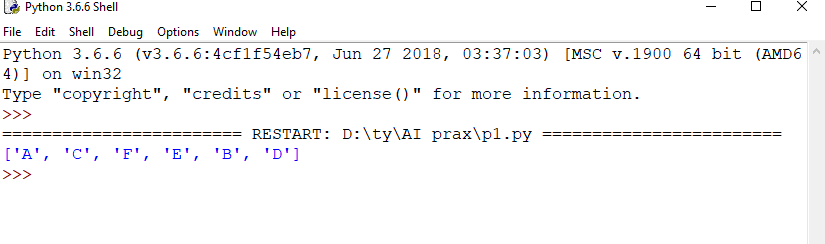 Python 3.6.6 Shell
File Edit Shell Debug Options Window Help
Python 3.6.6 (v3.6.6:4cf1f54eb7, Jun 27 2018, 03:37:03) [MSC v.1900 64 bit (AMD6
4)] on win32
Type "copyright", "credits" or "license()" for more information.
>>>
======================== RESTART: D:\ty\AI prax\p1.py ========================
['A', 'C', 'F', 'E', 'B', 'D']
>>>